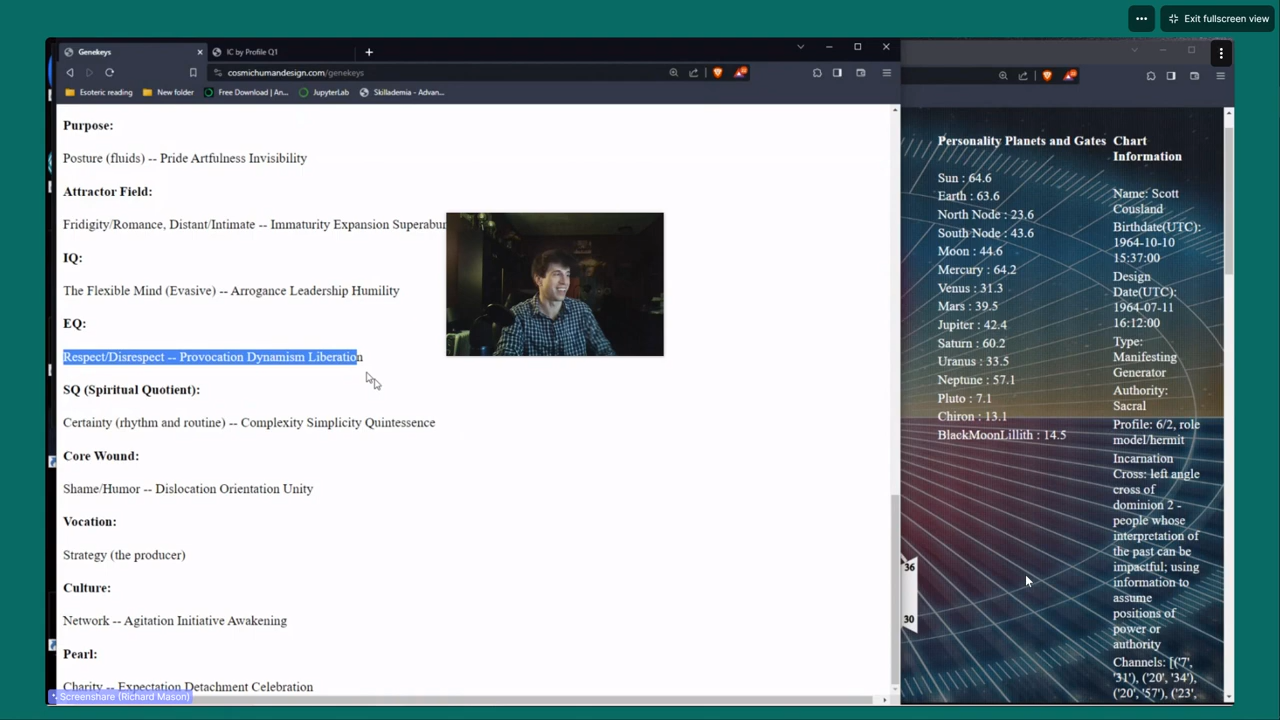 Exit fullscreen view
Genekeys
IC by Profile Q1
cosmichumandesign.com/genekeys
Esoteric reading
New folder
Free Download | An...
JupyterLab
Skillademia - Advan...
Purpose:
Posture (fluids) -- Pride Artfulness Invisibility
Attractor Field:
Fridigity/Romance, Distant/Intimate -- Immaturity Expansion
IQ:
The Flexible Mind (Evasive) -- Arrogance Leadership Humility
EQ:
Respect/Disrespect -- Provocation Dynamism Liberation
SQ (Spiritual Quotient):
Certainty (rhythm and routine) -- Complexity Simplicity Quintessence
Core Wound:
Shame/Humor -- Dislocation Orientation Unity
Vocation:
Strategy (the producer)
Culture:
Network -- Agitation Initiative Awakening
Pearl:
Charity -- Expectation Detachment Celebration
Screenshare (Richard Mason)
Personality Planets and Gates
Sun : 64.6
Earth : 63.6
North Node : 23.6
South Node : 43.6
Moon : 44.6
Mercury : 64.2
Venus : 31.3
Mars : 39.5
Jupiter : 42.4
Saturn : 60.2
Uranus : 33.5
Neptune : 57.1
Pluto : 7.1
Chiron : 13.1
BlackMoonLillith : 14.5
36
30
Chart
Information
Name: Scott
Cousland
Birthdate(UTC):
1964-10-10
15:37:00
Design
Date(UTC):
1964-07-11
16:12:00
Type:
Manifesting
Generator
Authority:
Sacral
Profile: 6/2, role
model/hermit
Incarnation
Cross: left angle
cross of
dominion 2 -
people whose
interpretation of
the past can be
impactful; using
information to
assume
positions of
power or
authority
Channels: [('7',
'31'), ('20', '34'),
('20', '57'), ('23',